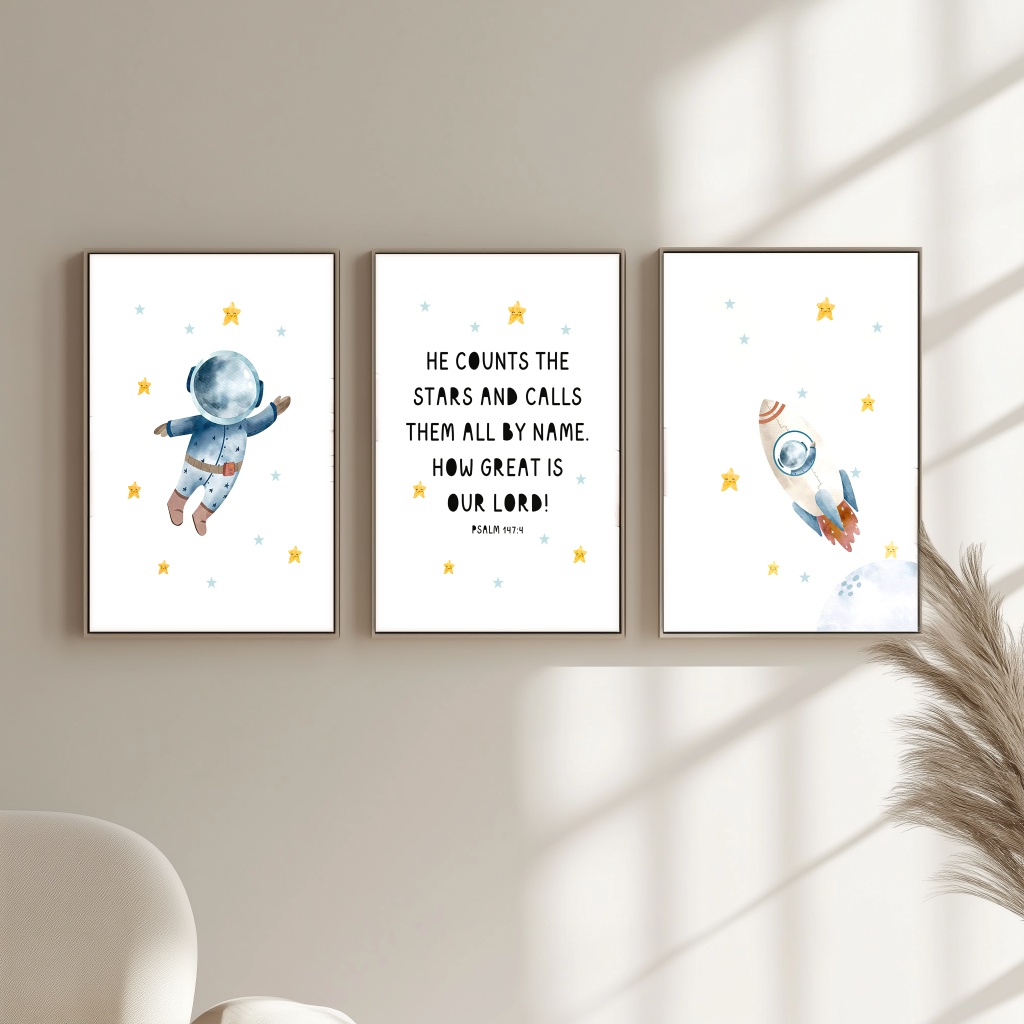 HE COUNTS THE
STARS AND CALLS
THEM ALL BY NAME.
HOW GREAT IS
OUR LORD!
PSALM 147:4